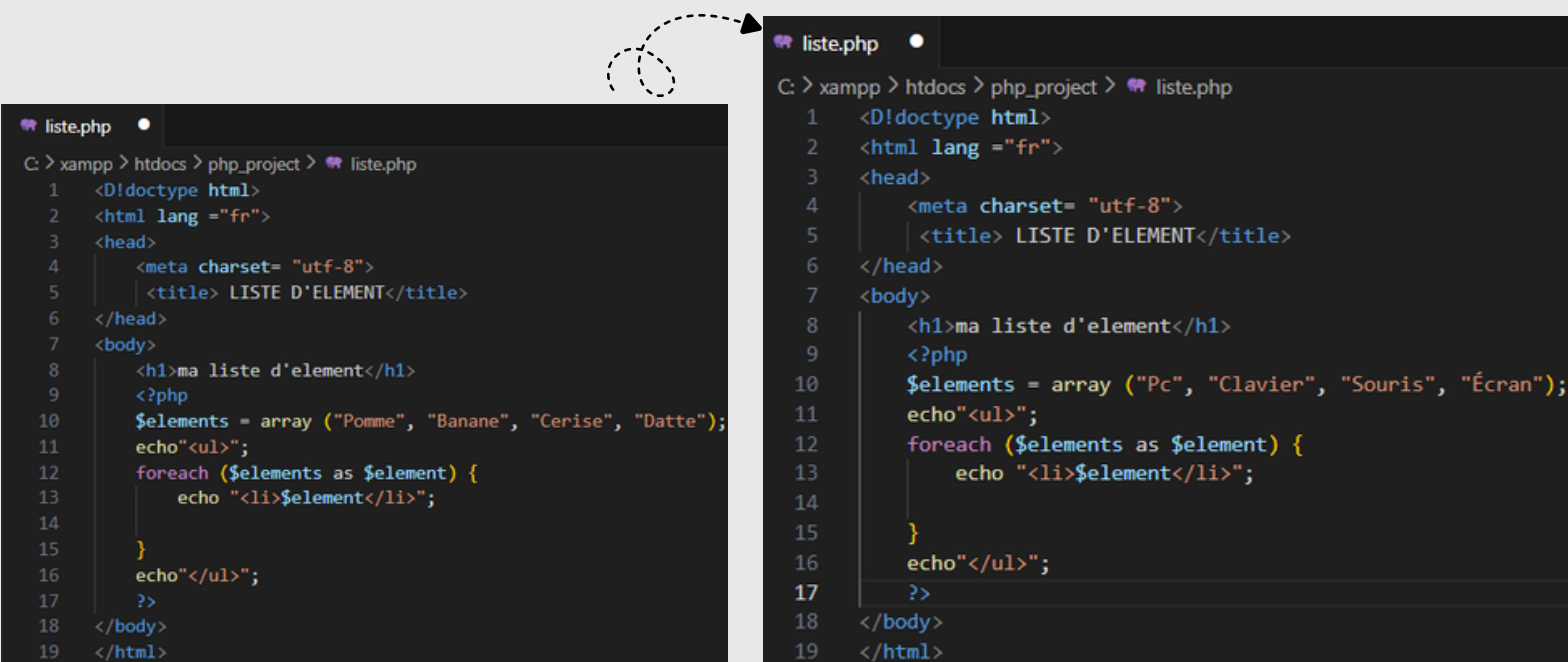 liste.php
C: > xampp > htdocs > php_project > liste.php
1 <D!doctype html>
2 <html lang ="fr">
3 <head>
4 <meta charset= "utf-8">
5 <title> LISTE D'ELEMENT</title>
6 </head>
7 <body>
8 <h1>ma liste d'element</h1>
9 <?php
10 $elements = array ("Pomme", "Banane", "Cerise", "Datte");
11 echo"<ul>";
12 foreach ($elements as $element) {
13 echo "<li>$element</li>";
14
15 }
16 echo"</ul>";
17 ?>
18 </body>
19 </html>
liste.php
C: > xampp > htdocs > php_project > liste.php
1 <D!doctype html>
2 <html lang ="fr">
3 <head>
4 <meta charset= "utf-8">
5 <title> LISTE D'ELEMENT</title>
6 </head>
7 <body>
8 <h1>ma liste d'element</h1>
9 <?php
10 $elements = array ("Pc", "Clavier", "Souris", "Écran");
11 echo"<ul>";
12 foreach ($elements as $element) {
13 echo "<li>$element</li>";
14
15 }
16 echo"</ul>";
17 ?>
18 </body>
19 </html>